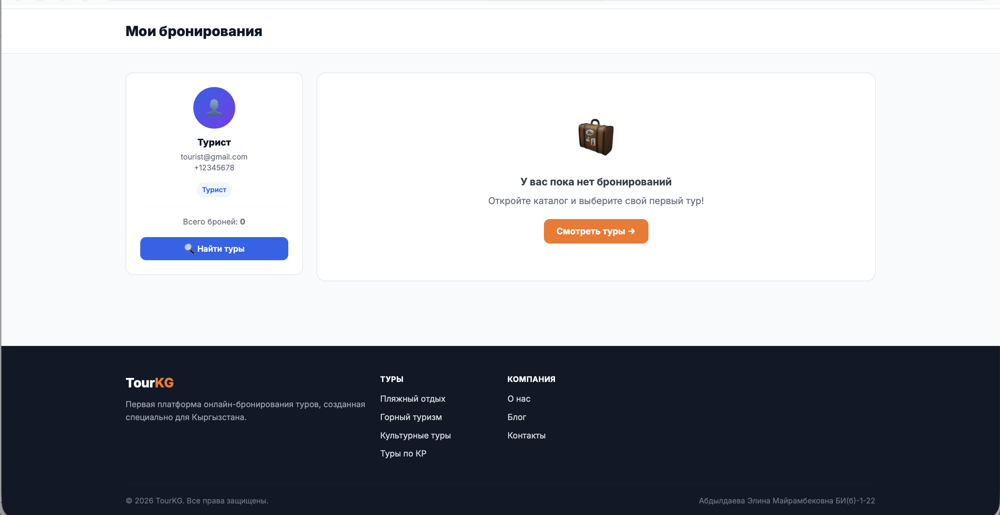 Мои бронирования
Турист
tourist@gmail.com
+12345678
Турист
Всего броней: 0
Найти туры
У вас пока нет бронирований
Откройте каталог и выберите свой первый тур!
Смотреть туры →
TourKG
Первая платформа онлайн-бронирования туров, созданная
специально для Кыргызстана.
ТУРЫ
Пляжный отдых
Горный туризм
Культурные туры
Туры по КР
КОМПАНИЯ
О нас
Блог
Контакты
© 2026 TourKG. Все права защищены.
Абдылдаева Элина Майрамбековна БИ(б)-1-22